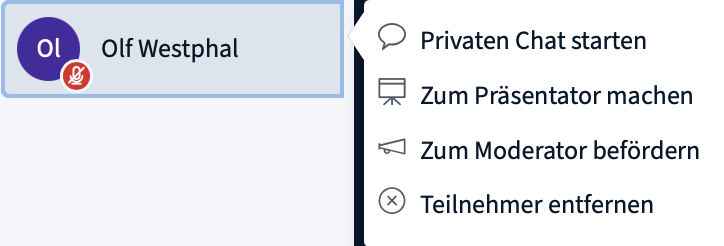 Ol
Olf Westphal
Privaten Chat starten
Zum Präsentator machen
Zum Moderator befördern
Teilnehmer entfernen